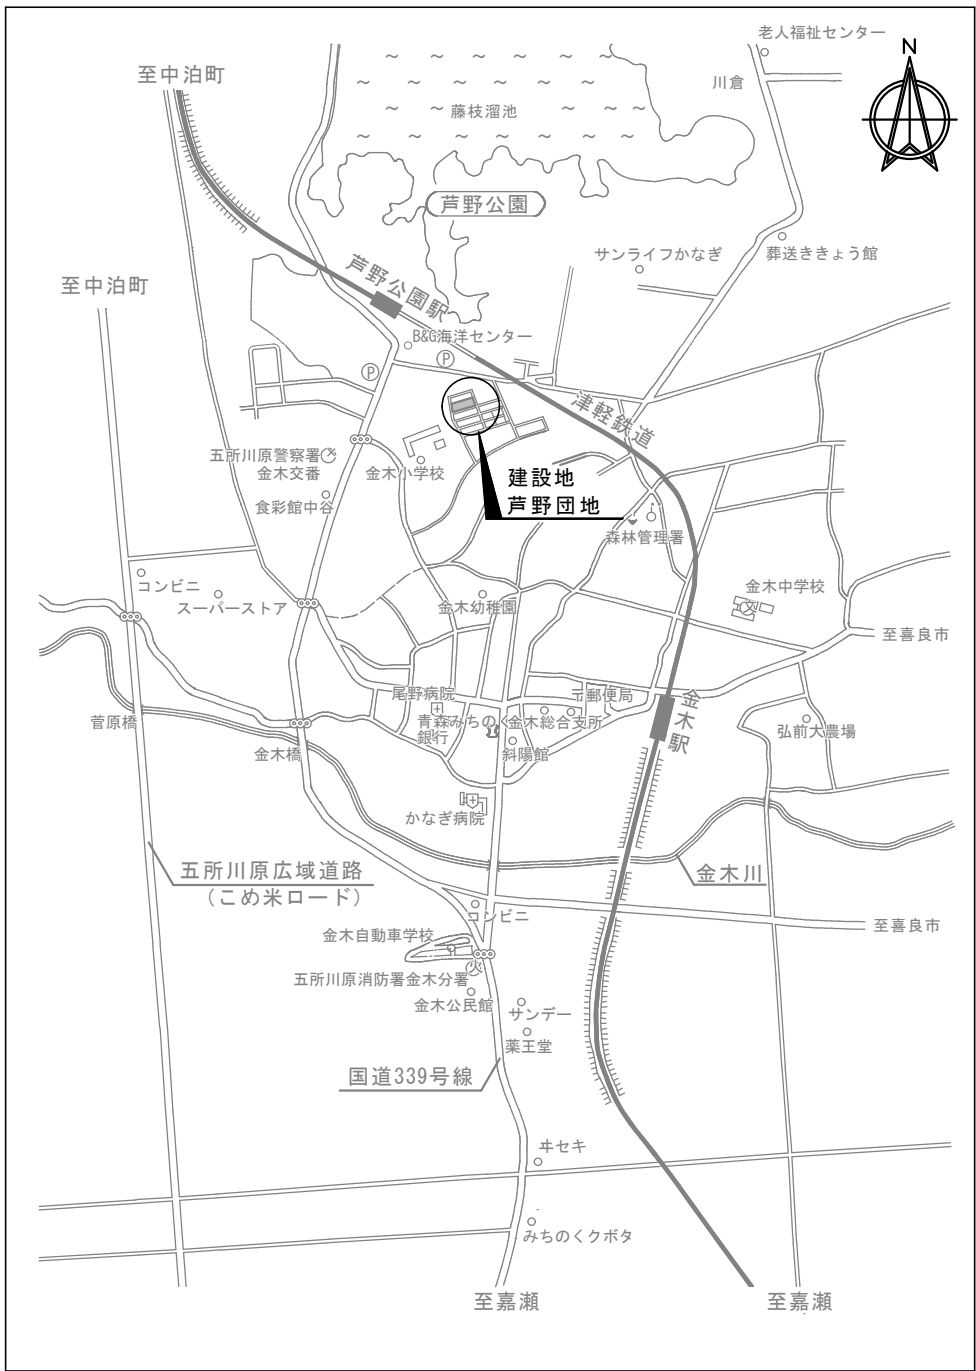 老人福祉センター
N
至中泊町
川倉
藤枝溜池
芦野公園
サンライフかなぎ
葬送ききょう館
至中泊町
芦野公園駅
B&G海洋センター
P
P
津軽鉄道
五所川原警察署
金木交番
金木小学校
建設地
芦野団地
食彩館中谷
森林管理署
コンビニ
スーパーストア
金木幼稚園
金木中学校
至喜良市
尾野病院
〒郵便局
菅原橋
青森みちのく
銀行
金木総合支所
金木駅
弘前大農場
金木橋
斜陽館
かなぎ病院
五所川原広域道路
(こめ米ロード)
金木川
コンビニ
至喜良市
金木自動車学校
五所川原消防署金木分署
金木公民館
サンデー
薬王堂
国道339号線
ヰセキ
みちのくクボタ
至嘉瀬
至嘉瀬